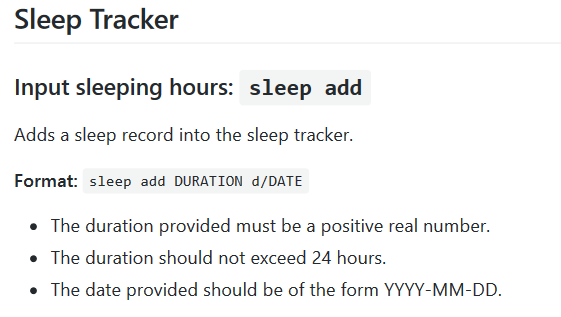 Sleep Tracker
Input sleeping hours: sleep add
Adds a sleep record into the sleep tracker.
Format: sleep add DURATION d/DATE
• The duration provided must be a positive real number.
• The duration should not exceed 24 hours.
• The date provided should be of the form YYYY-MM-DD.